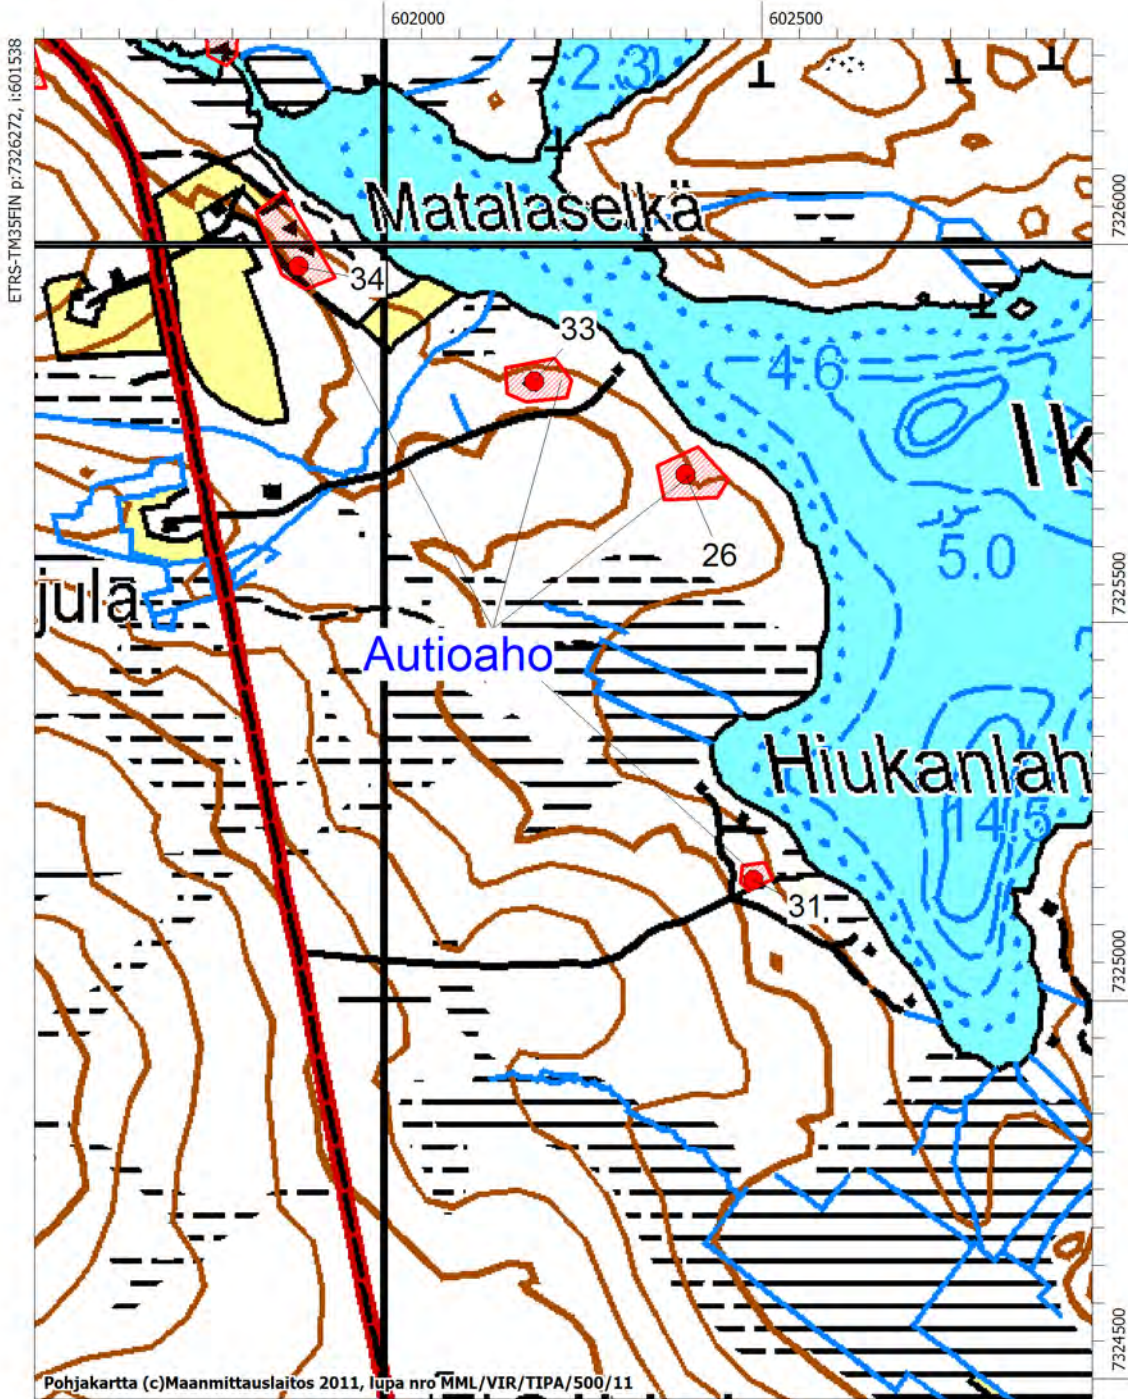 602000
602500
ETRS-TM35FIN p:7326272, i:601538
2.3
Matalaselkä
7326000
34
33
4.6
Ik
26
5.0
7325500
jula
Autioaho
Hiukanlah
14.5
31
7325000
7324500
Pohjakartta (c)Maanmittauslaitos 2011, lupa nro MML/VIR/TIPA/500/11